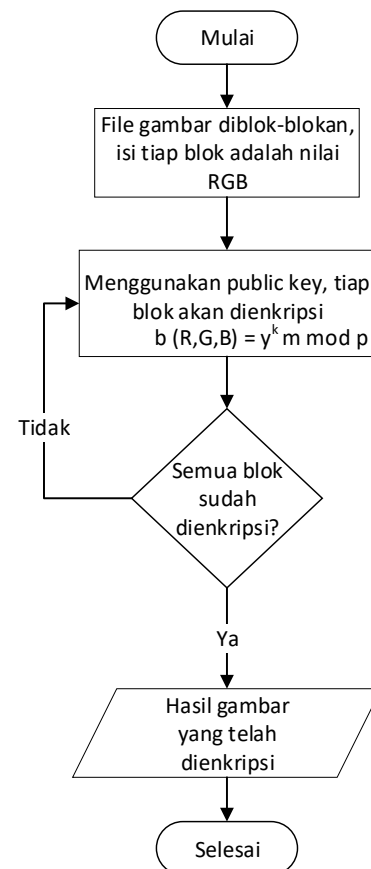 Mulai
File gambar diblok-blokan,
isi tiap blok adalah nilai
RGB
Menggunakan public key, tiap
blok akan dienkripsi
b (R,G,B) = y^k m mod p
Tidak
Semua blok
sudah
dienkripsi?
Ya
Hasil gambar
yang telah
dienkripsi
Selesai